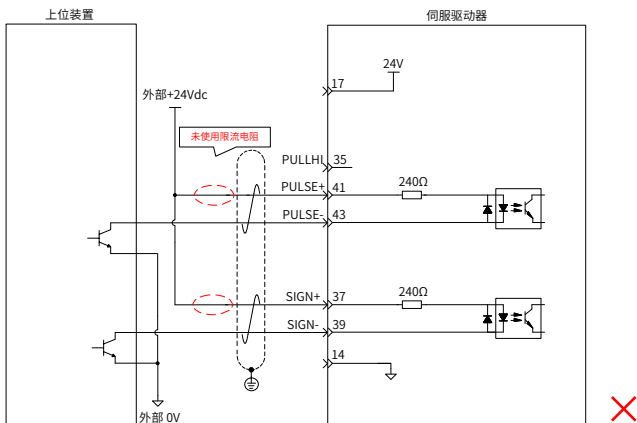 上位装置
伺服驱动器
24V
17
外部+24Vdc
未使用限流电阻
PULLHI 35
PULSE+ 41
240Ω
PULSE- 43
SIGN+ 37
240Ω
SIGN- 39
14
外部 0V